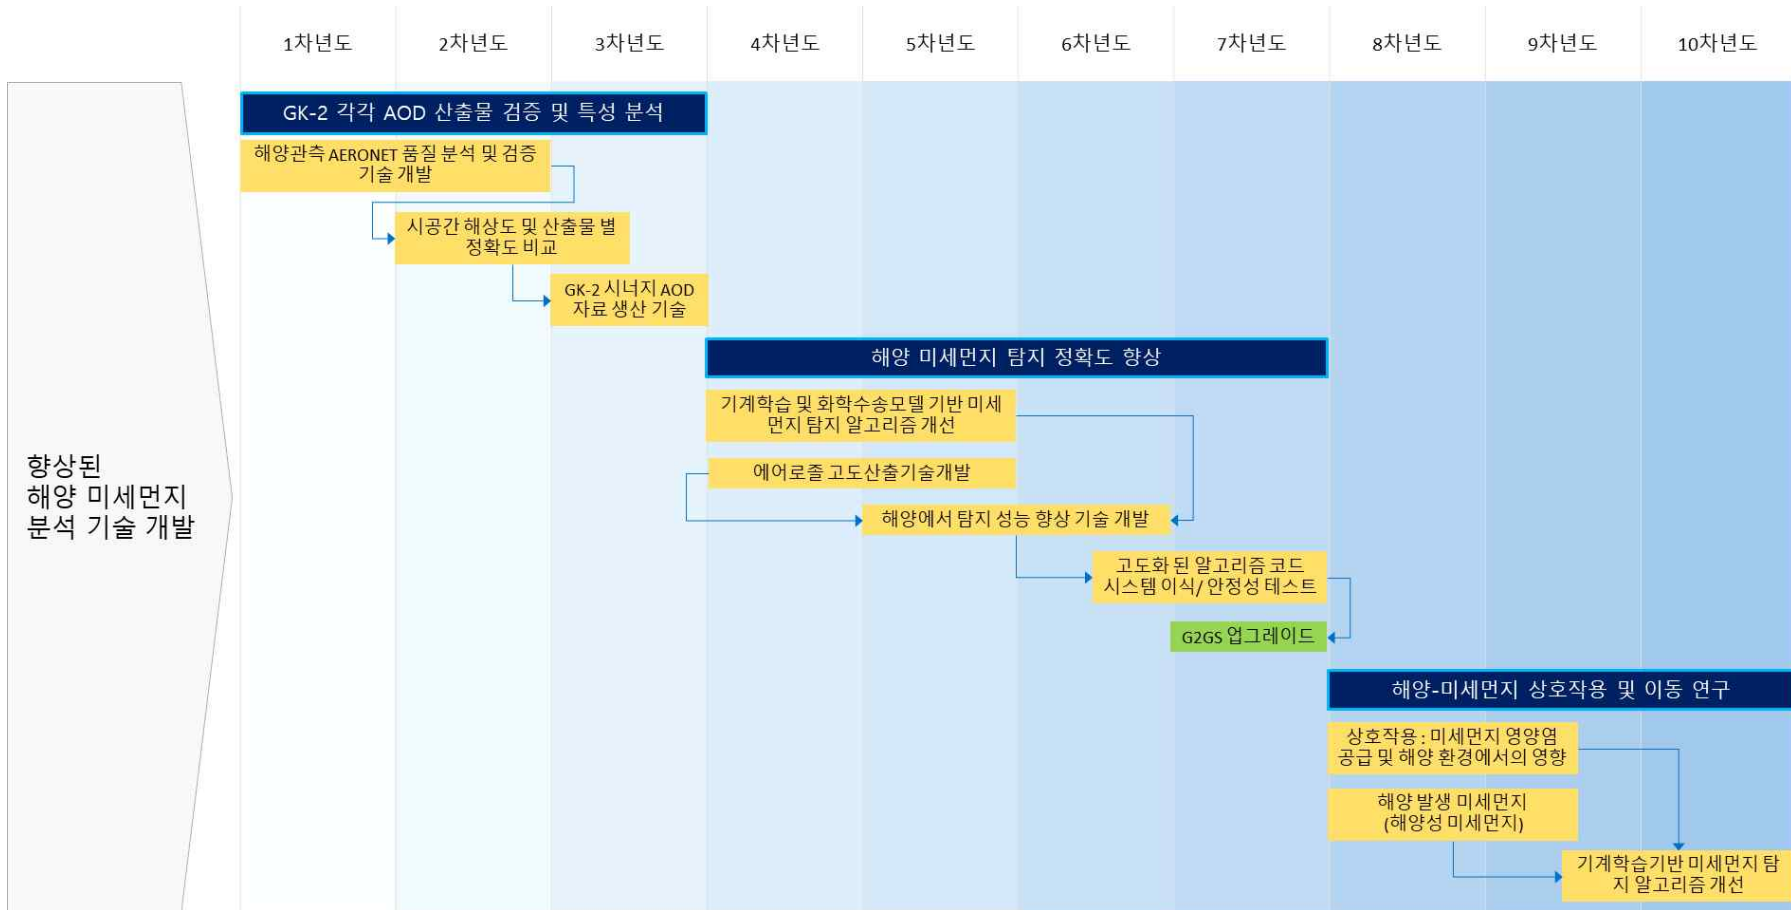 1차년도
2차년도
3차년도
4차년도
5차년도
6차년도
7차년도
8차년도
9차년도
10차년도
향상된
해양 미세먼지
분석 기술 개발
GK-2 각각 AOD 산출물 검증 및 특성 분석
해양관측 AERONET 품질 분석 및 검증
기술 개발
시공간 해상도 및 산출물 별
정확도 비교
GK-2 시너지 AOD
자료 생산 기술
해양 미세먼지 탐지 정확도 향상
기계학습 및 화학수송모델 기반 미세
먼지 탐지 알고리즘 개선
에어로졸 고도산출기술개발
해양에서 탐지 성능 향상 기술 개발
고도화 된 알고리즘 코드
시스템 이식/ 안정성 테스트
G2GS 업그레이드
해양-미세먼지 상호작용 및 이동 연구
상호작용 : 미세먼지 영양염
공급 및 해양 환경에서의 영향
해양 발생 미세먼지
(해양성 미세먼지)
기계학습기반 미세먼지 탐
지 알고리즘 개선